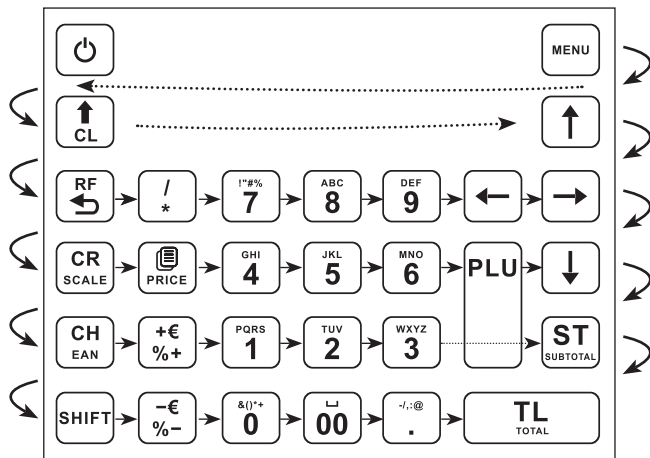 MENU
CL
RF
/
*
!"#%
7
ABC
8
DEF
9
CR
SCALE
PRICE
GHI
4
JKL
5
MNO
6
PLU
CH
EAN
+€
%+
PQRS
1
TUV
2
WXYZ
3
ST
SUBTOTAL
SHIFT
−€
%−
&()*+
0
00
-/,:@
.
TL
TOTAL